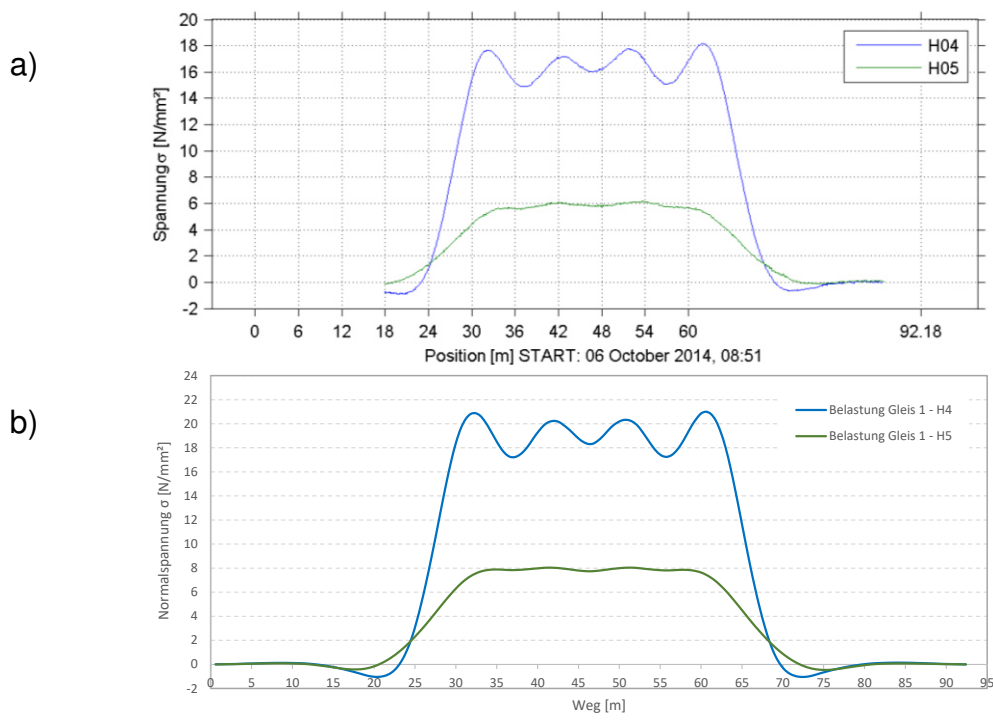 a)
20
18
16
14
12
10
8
6
4
2
0
-2
Spannung σ [N/mm²]
H04
H05
0 6 12 18 24 30 36 42 48 54 60 92.18
Position [m] START: 06 October 2014, 08:51
b)
24
22
20
18
16
14
12
10
8
6
4
2
0
-2
Normalspannung σ [N/mm²]
Belastung Gleis 1 - H4
Belastung Gleis 1 - H5
0 5 10 15 20 25 30 35 40 45 50 55 60 65 70 75 80 85 90 95
Weg [m]